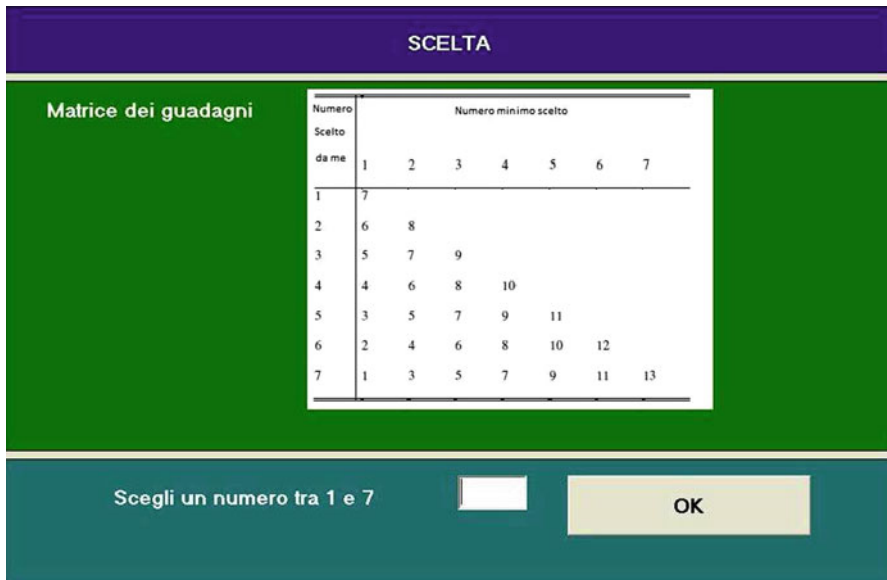 SCELTA
Matrice dei guadagni
Numero Scelto da me
Numero minimo scelto
1 2 3 4 5 6 7
1 7
2 6 8
3 5 7 9
4 4 6 8 10
5 3 5 7 9 11
6 2 4 6 8 10 12
7 1 3 5 7 9 11 13
Scegli un numero tra 1 e 7
OK